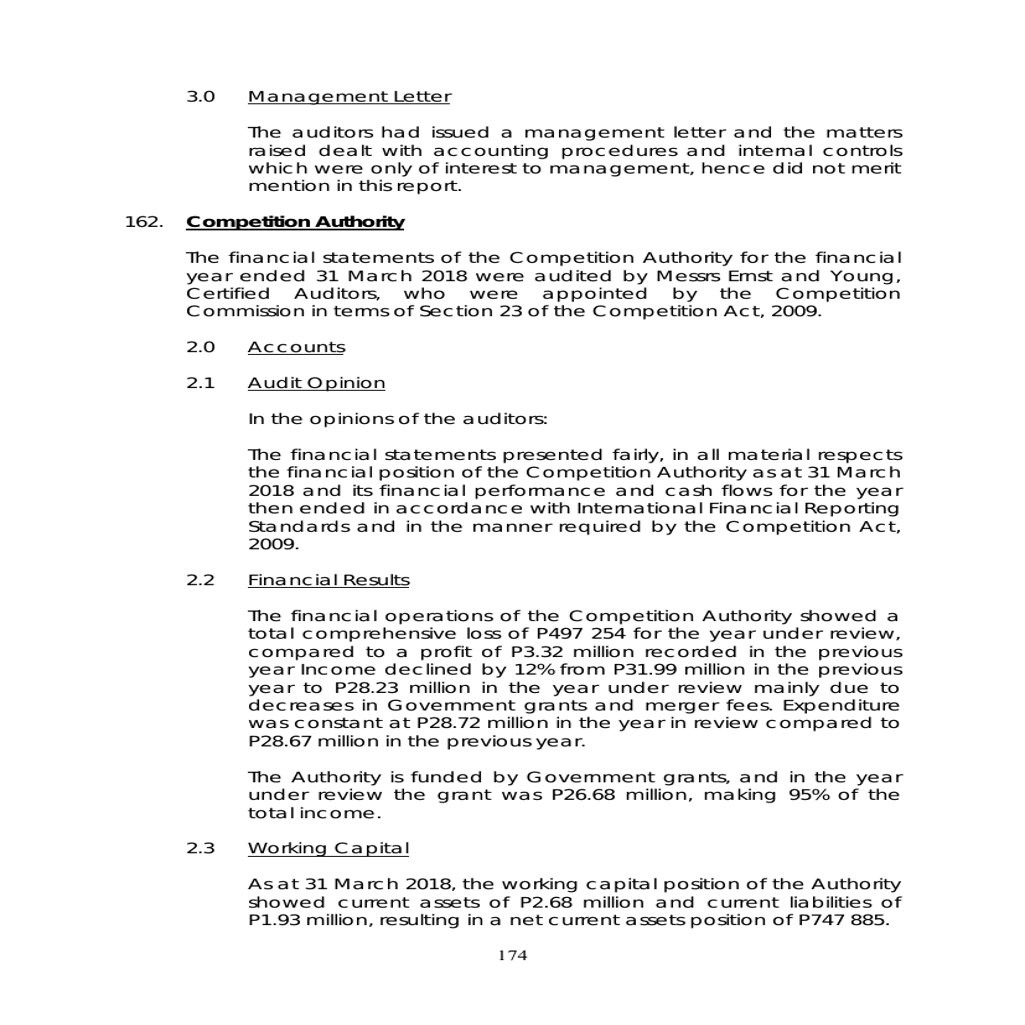 3.0 Management Letter
The auditors had issued a management letter and the matters
raised dealt with accounting procedures and internal controls
which were only of interest to management, hence did not merit
mention in this report.
162. Competition Authority
The financial statements of the Competition Authority for the financial
year ended 31 March 2018 were audited by Messrs Ernst and Young,
Certified Auditors, who were appointed by the Competition
Commission in terms of Section 23 of the Competition Act, 2009.
2.0 Accounts
2.1 Audit Opinion
In the opinions of the auditors:
The financial statements presented fairly, in all material respects
the financial position of the Competition Authority as at 31 March
2018 and its financial performance and cash flows for the year
then ended in accordance with International Financial Reporting
Standards and in the manner required by the Competition Act,
2009.
2.2 Financial Results
The financial operations of the Competition Authority showed a
total comprehensive loss of P497 254 for the year under review,
compared to a profit of P3.32 million recorded in the previous
year Income declined by 12% from P31.99 million in the previous
year to P28.23 million in the year under review mainly due to
decreases in Government grants and merger fees. Expenditure
was constant at P28.72 million in the year in review compared to
P28.67 million in the previous year.
The Authority is funded by Government grants, and in the year
under review the grant was P26.68 million, making 95% of the
total income.
2.3 Working Capital
As at 31 March 2018, the working capital position of the Authority
showed current assets of P2.68 million and current liabilities of
P1.93 million, resulting in a net current assets position of P747 885.
174